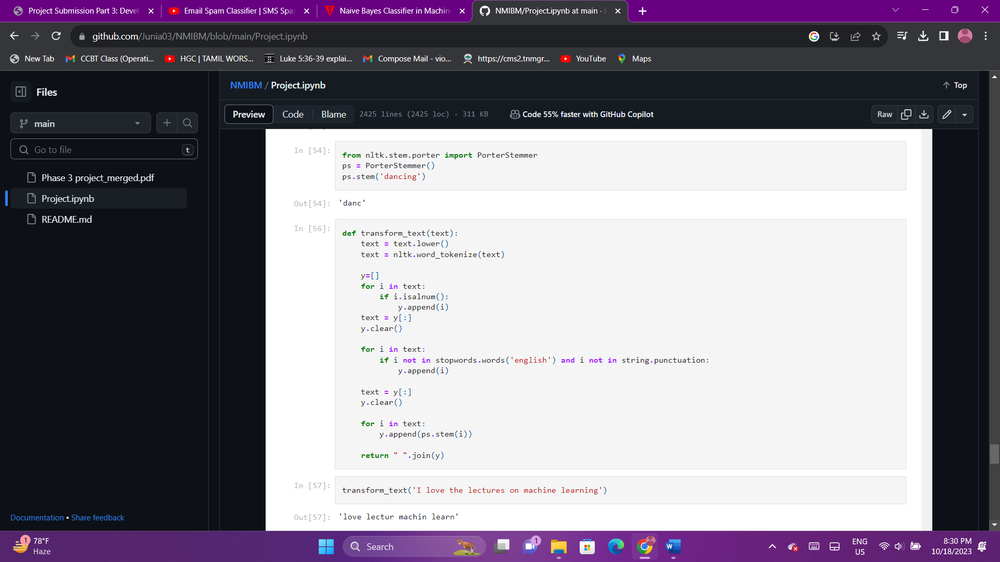 Project Submission Part 3: Devel
Email Spam Classifier | SMS Spa
Naive Bayes Classifier in Machin
NMIBM/Project.ipynb at main · J
github.com/Junia03/NMIBM/blob/main/Project.ipynb
New Tab
CCBT Class (Operati...
HGC | TAMIL WORS...
Luke 5:36-39 explai...
Compose Mail - vio...
https://cms2.tnmgr...
YouTube
Maps
Files
main
Go to file
t
Phase 3 project_merged.pdf
Project.ipynb
README.md
Documentation • Share feedback
NMIBM / Project.ipynb
Top
Preview
Code
Blame
2425 lines (2425 loc) · 311 KB
Code 55% faster with GitHub Copilot
Raw
In [54]:
from nltk.stem.porter import PorterStemmer
ps = PorterStemmer()
ps.stem('dancing')
Out[54]: 'danc'
In [56]:
def transform_text(text):
    text = text.lower()
    text = nltk.word_tokenize(text)
    y=[]
    for i in text:
        if i.isalnum():
            y.append(i)
    text = y[:]
    y.clear()
    for i in text:
        if i not in stopwords.words('english') and i not in string.punctuation:
            y.append(i)
    text = y[:]
    y.clear()
    for i in text:
        y.append(ps.stem(i))
    return " ".join(y)
In [57]:
transform_text('I love the lectures on machine learning')
Out[57]: 'love lectur machin learn'
1
78°F
Haze
Search
1
ENG
US
8:30 PM
10/18/2023